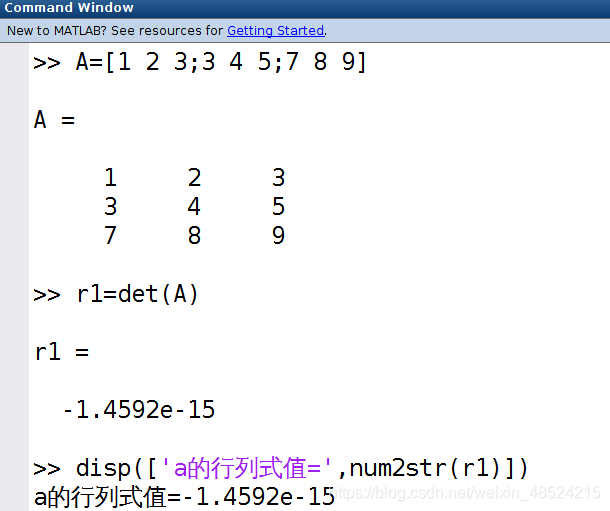 Command Window
New to MATLAB? See resources for Getting Started.
>> A=[1 2 3;3 4 5;7 8 9]
A =
1 2 3
3 4 5
7 8 9
>> r1=det(A)
r1 =
-1.4592e-15
>> disp(['a的行列式值=',num2str(r1)])
a的行列式值=-1.4592e-15
https://blog.csdn.net/weixin_48524215